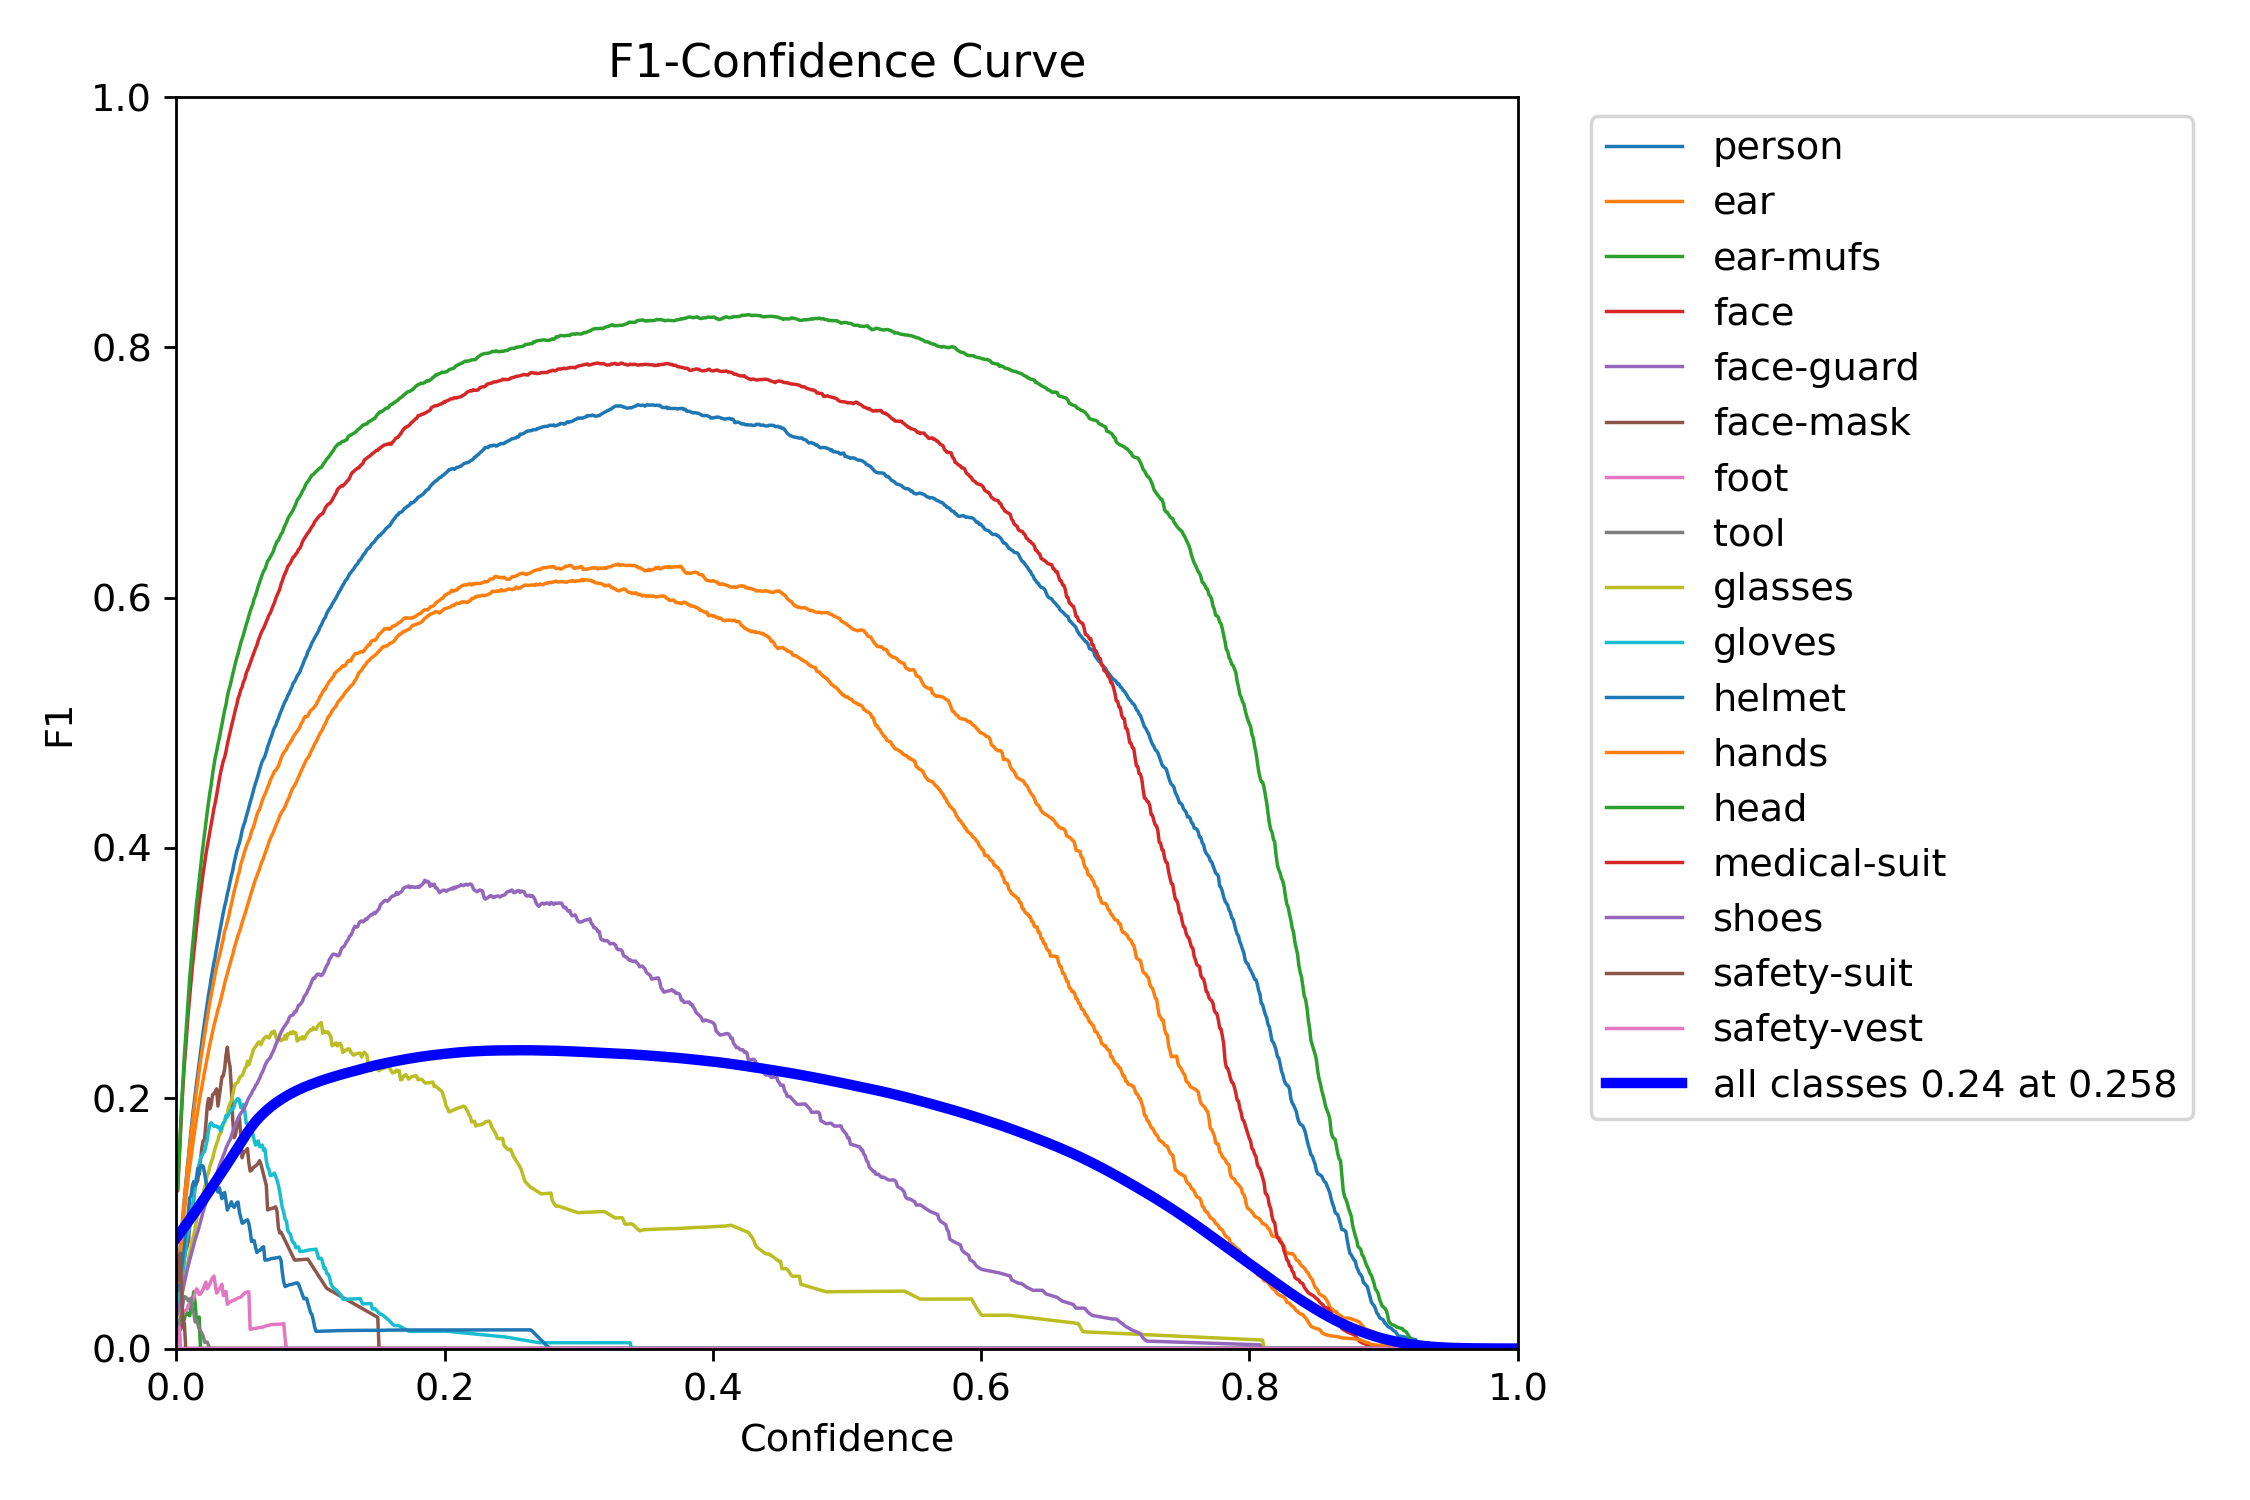 F1-Confidence Curve
1.0
0.8
0.6
0.4
0.2
0.0
F1
0.0 0.2 0.4 0.6 0.8 1.0
Confidence
person
ear
ear-mufs
face
face-guard
face-mask
foot
tool
glasses
gloves
helmet
hands
head
medical-suit
shoes
safety-suit
safety-vest
all classes 0.24 at 0.258